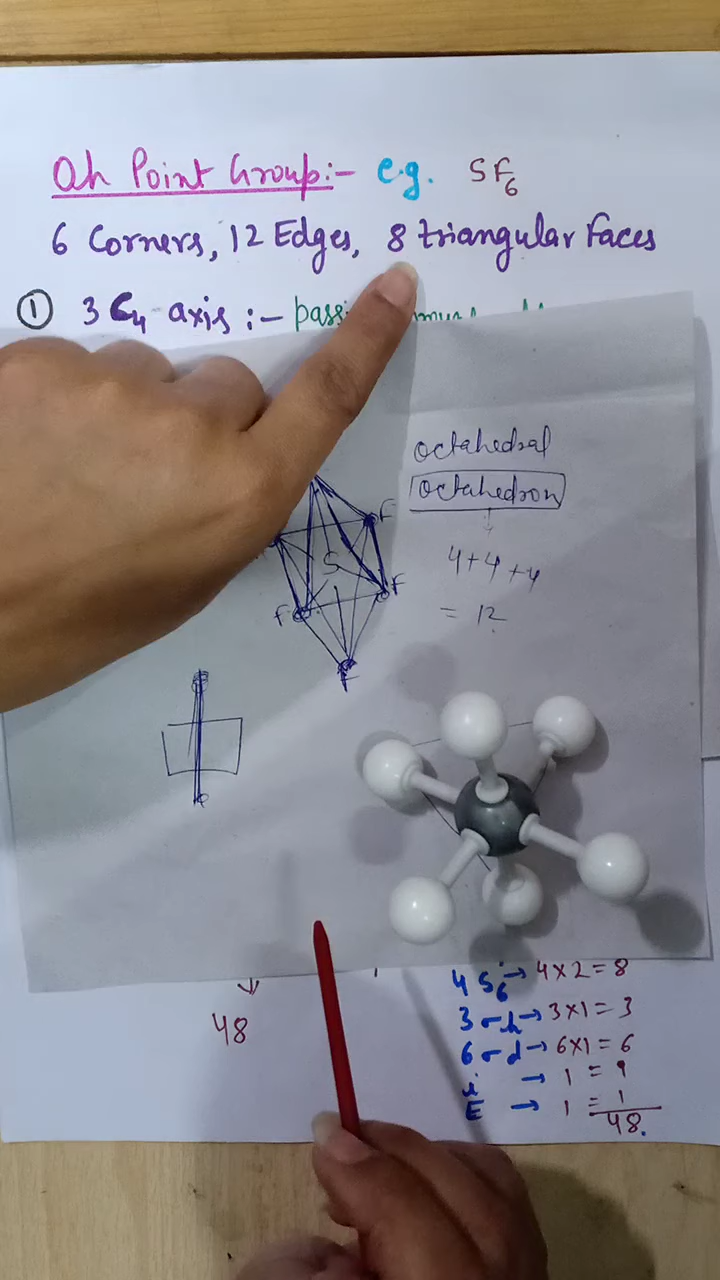 Oh Point Group:- e.g. SF6
6 Corners, 12 Edges, 8 triangular Faces
① 3 C4 axis :-
octahedral
octahedron
4+4+4
= 12
F
S
F
F
F
48
4 S6 → 4×2 = 8
3 σh → 3×1 = 3
6 σd → 6×1 = 6
i → 1 = 1
E → 1 = 1
48.